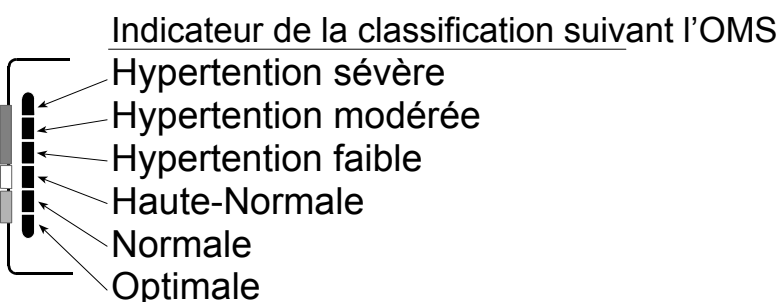 Indicateur de la classification suivant l’OMS
Hypertention sévère
Hypertention modérée
Hypertention faible
Haute-Normale
Normale
Optimale